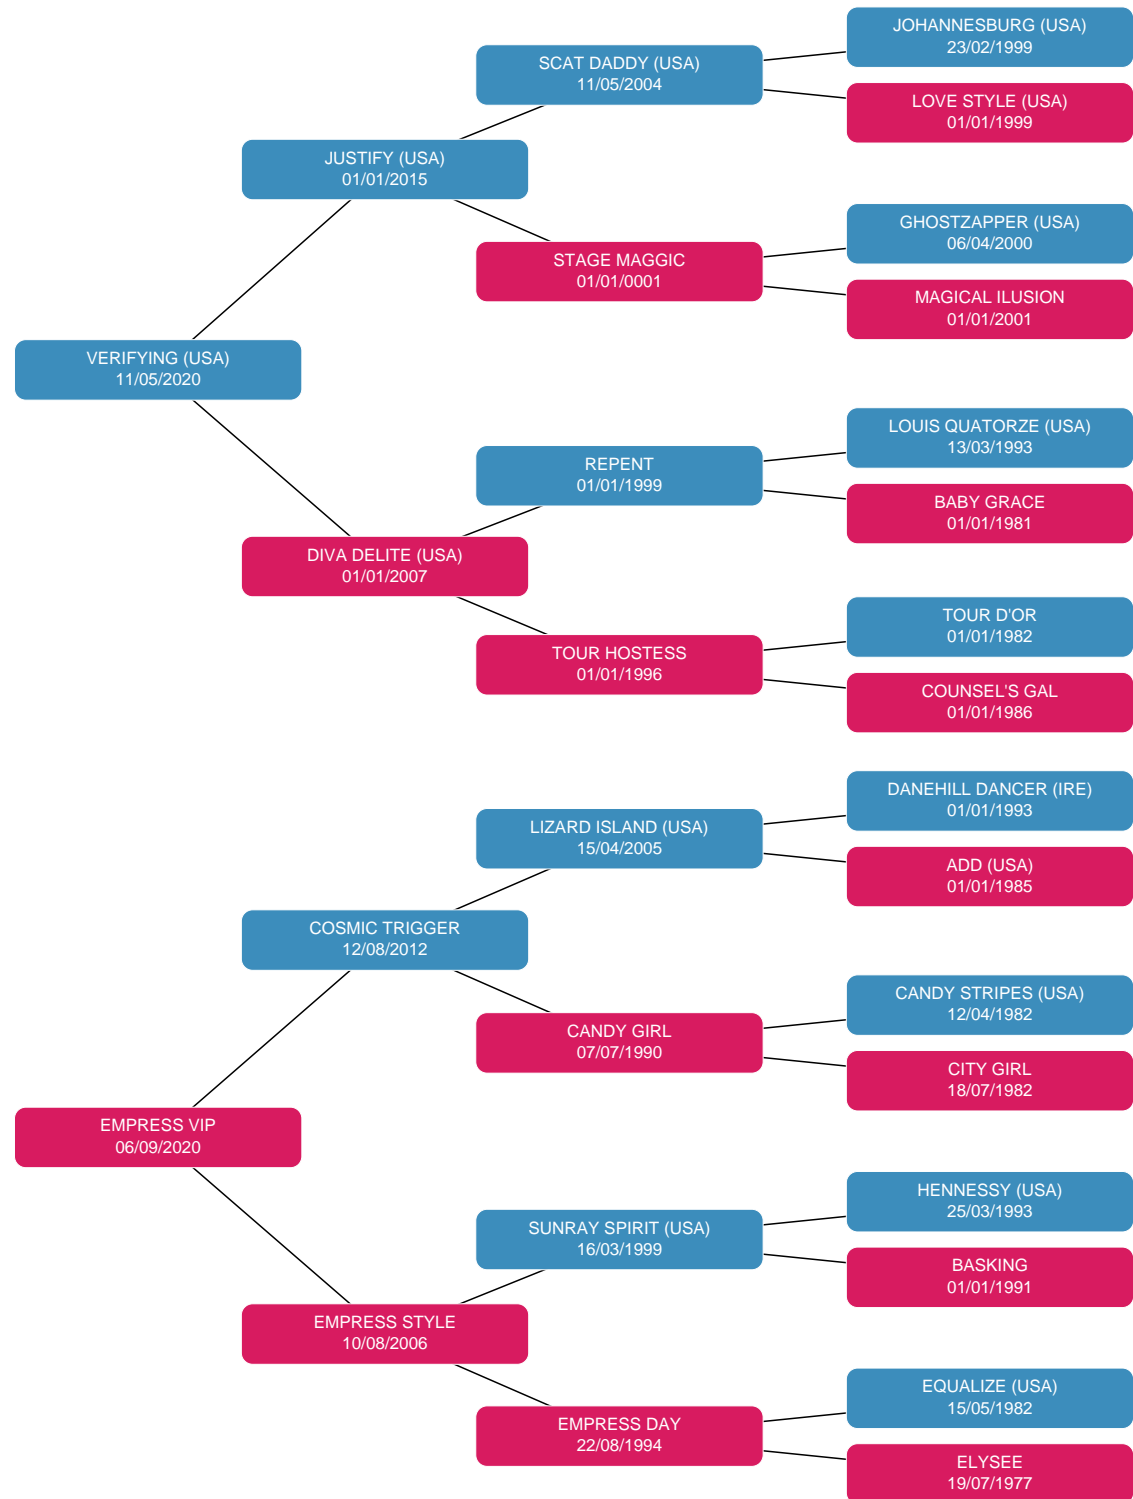 JOHANNESBURG (USA)
23/02/1999
SCAT DADDY (USA)
11/05/2004
LOVE STYLE (USA)
01/01/1999
JUSTIFY (USA)
01/01/2015
GHOSTZAPPER (USA)
06/04/2000
STAGE MAGGIC
01/01/0001
MAGICAL ILUSION
01/01/2001
VERIFYING (USA)
11/05/2020
LOUIS QUATORZE (USA)
13/03/1993
REPENT
01/01/1999
BABY GRACE
01/01/1981
DIVA DELITE (USA)
01/01/2007
TOUR D'OR
01/01/1982
TOUR HOSTESS
01/01/1996
COUNSEL'S GAL
01/01/1986
DANEHILL DANCER (IRE)
01/01/1993
LIZARD ISLAND (USA)
15/04/2005
ADD (USA)
01/01/1985
COSMIC TRIGGER
12/08/2012
CANDY STRIPES (USA)
12/04/1982
CANDY GIRL
07/07/1990
CITY GIRL
18/07/1982
EMPRESS VIP
06/09/2020
HENNESSY (USA)
25/03/1993
SUNRAY SPIRIT (USA)
16/03/1999
BASKING
01/01/1991
EMPRESS STYLE
10/08/2006
EQUALIZE (USA)
15/05/1982
EMPRESS DAY
22/08/1994
ELYSEE
19/07/1977